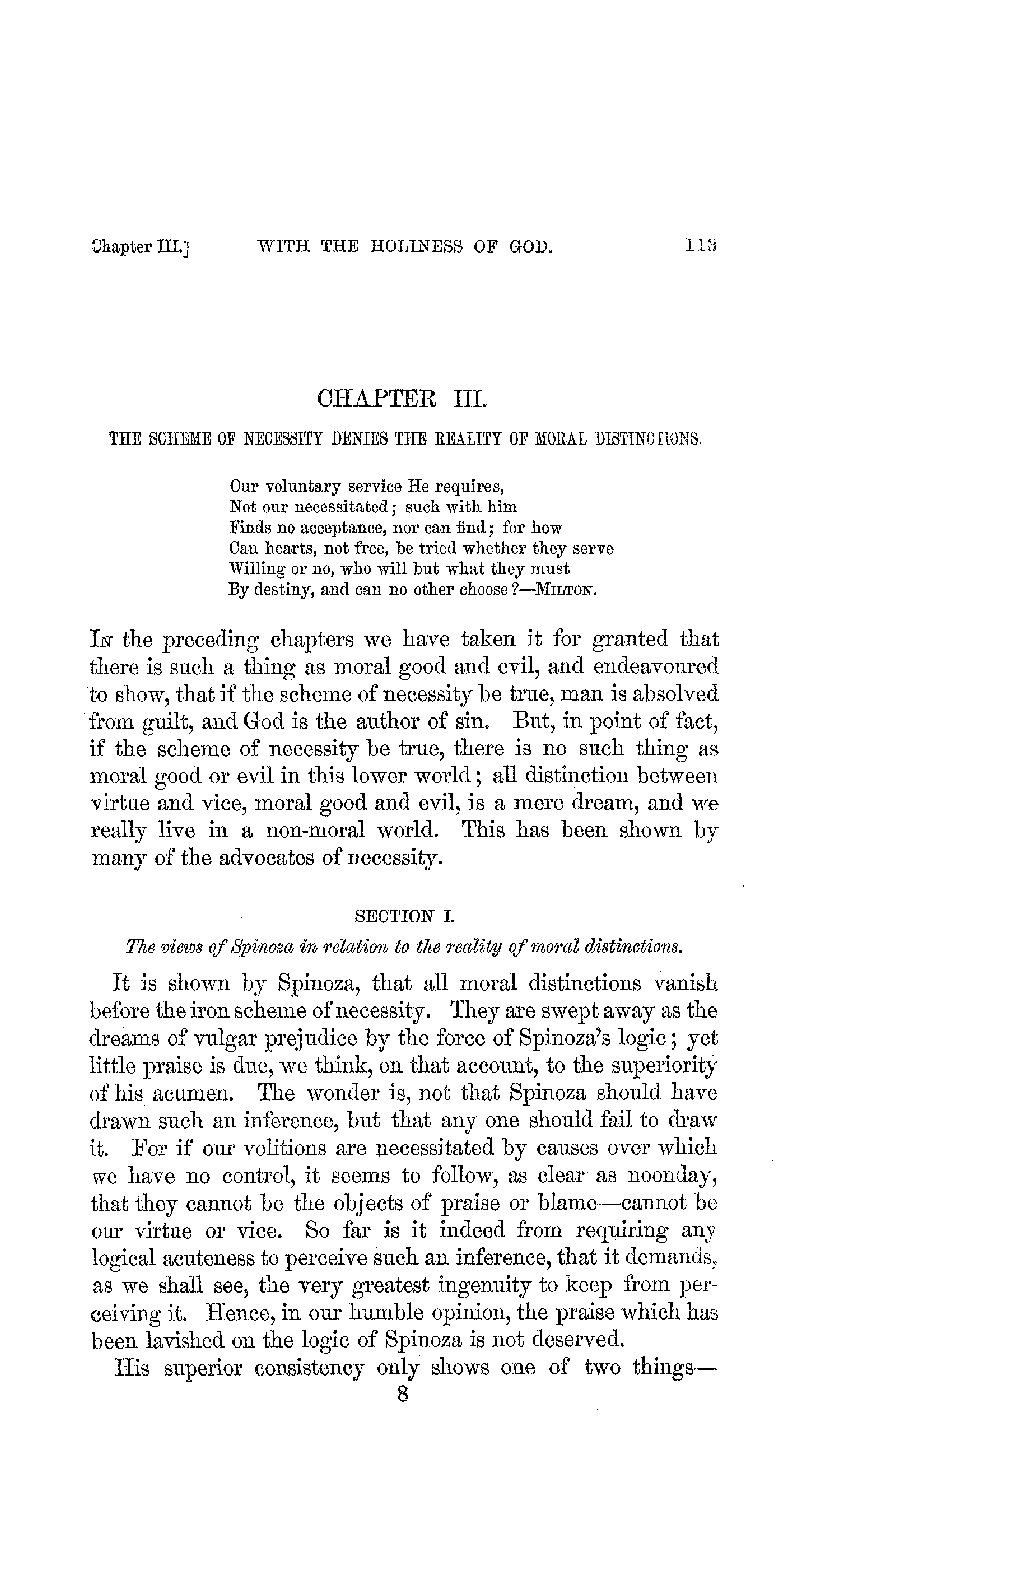 Chapter III.] WITH THE HOLINESS OF GOD. 113
CHAPTER III.
THE SCHEME OF NECESSITY DENIES THE REALITY OF MORAL DISTINCTIONS.
Our voluntary service He requires,
Not our necessitated; such with him
Finds no acceptance, nor can find; for how
Can hearts, not free, be tried whether they serve
Willing or no, who will but what they must
By destiny, and can no other choose?—MILTON.
IN the preceding chapters we have taken it for granted that
there is such a thing as moral good and evil, and endeavoured
to show, that if the scheme of necessity be true, man is absolved
from guilt, and God is the author of sin. But, in point of fact,
if the scheme of necessity be true, there is no such thing as
moral good or evil in this lower world; all distinction between
virtue and vice, moral good and evil, is a mere dream, and we
really live in a non-moral world. This has been shown by
many of the advocates of necessity.
SECTION I.
The views of Spinoza in relation to the reality of moral distinctions.
It is shown by Spinoza, that all moral distinctions vanish
before the iron scheme of necessity. They are swept away as the
dreams of vulgar prejudice by the force of Spinoza's logic; yet
little praise is due, we think, on that account, to the superiority
of his acumen. The wonder is, not that Spinoza should have
drawn such an inference, but that any one should fail to draw
it. For if our volitions are necessitated by causes over which
we have no control, it seems to follow, as clear as noonday,
that they cannot be the objects of praise or blame—cannot be
our virtue or vice. So far is it indeed from requiring any
logical acuteness to perceive such an inference, that it demands,
as we shall see, the very greatest ingenuity to keep from per-
ceiving it. Hence, in our humble opinion, the praise which has
been lavished on the logic of Spinoza is not deserved.
His superior consistency only shows one of two things—
8